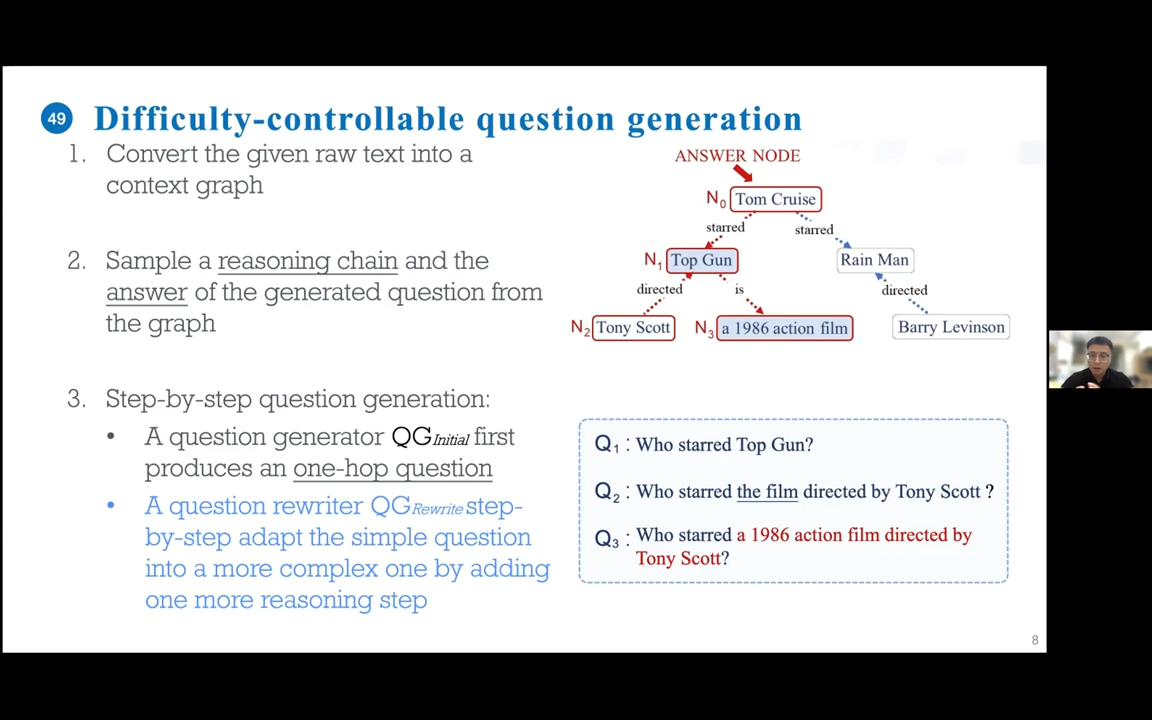 49 Difficulty-controllable question generation
1. Convert the given raw text into a
context graph
2. Sample a reasoning chain and the
answer of the generated question from
the graph
3. Step-by-step question generation:
• A question generator QGInitial first
produces an one-hop question
• A question rewriter QGRewrite step-
by-step adapt the simple question
into a more complex one by adding
one more reasoning step
ANSWER NODE
N0 Tom Cruise
starred starred
N1 Top Gun Rain Man
directed is directed
N2 Tony Scott N3 a 1986 action film Barry Levinson
Q1 : Who starred Top Gun?
Q2 : Who starred the film directed by Tony Scott ?
Q3 : Who starred a 1986 action film directed by
Tony Scott?
8